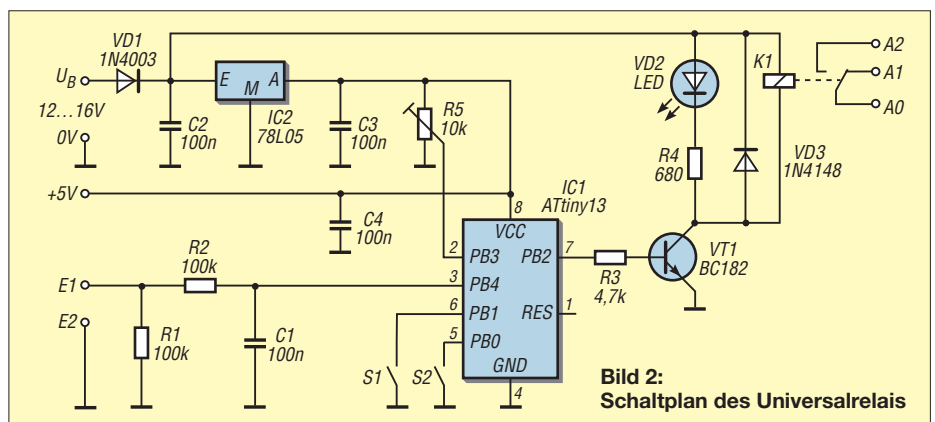 VD1
1N4003
UB
12...16V
0V
E
M
A
IC2
78L05
C2
100n
C3
100n
R5
10k
VD2
LED
K1
A2
A1
A0
R4
680
VD3
1N4148
+5V
C4
100n
IC1
ATtiny13
8
VCC
2
PB3
PB2
7
R3
4,7k
VT1
BC182
E1
R2
100k
3
PB4
6
PB1
RES
1
E2
R1
100k
C1
100n
5
PB0
S1
S2
GND
4
Bild 2:
Schaltplan des Universalrelais